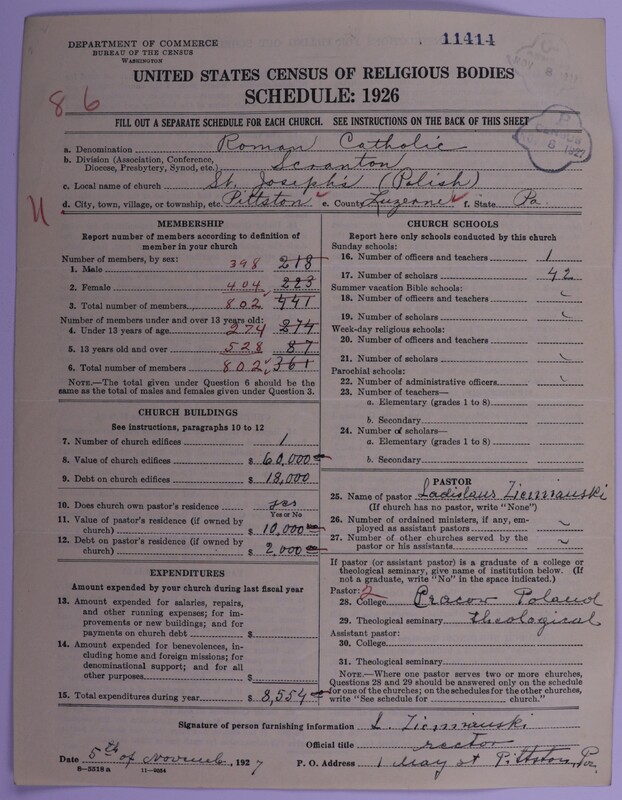 DEPARTMENT OF COMMERCE
BUREAU OF THE CENSUS
WASHINGTON
11414
8 6
UNITED STATES CENSUS OF RELIGIOUS BODIES
SCHEDULE: 1926
FILL OUT A SEPARATE SCHEDULE FOR EACH CHURCH. SEE INSTRUCTIONS ON THE BACK OF THIS SHEET
a. Denomination Roman Catholic
b. Division (Association, Conference, Diocese, Presbytery, Synod, etc.) Scranton
c. Local name of church St. Joseph's (Polish)
d. City, town, village, or township, etc. Pittston e. County Luzerne f. State Pa.
MEMBERSHIP
Report number of members according to definition of member in your church
Number of members, by sex:
1. Male 398 218
2. Female 404 223
3. Total number of members 802 441
Number of members under and over 13 years old:
4. Under 13 years of age 274 274
5. 13 years old and over 528 87
6. Total number of members 802 361
NOTE.—The total given under Question 6 should be the same as the total of males and females given under Question 3.
CHURCH BUILDINGS
See instructions, paragraphs 10 to 12
7. Number of church edifices 1
8. Value of church edifices $ 60,000
9. Debt on church edifices $ 18,000
10. Does church own pastor's residence? yes
Yes or No
11. Value of pastor's residence (if owned by church) $ 10,000
12. Debt on pastor's residence (if owned by church) $ 2,000
EXPENDITURES
Amount expended by your church during last fiscal year
13. Amount expended for salaries, repairs, and other running expenses; for improvements or new buildings; and for payments on church debt $
14. Amount expended for benevolences, including home and foreign missions; for denominational support; and for all other purposes $
15. Total expenditures during year $ 8,554
CHURCH SCHOOLS
Report here only schools conducted by this church
Sunday schools:
16. Number of officers and teachers 1
17. Number of scholars 42
Summer vacation Bible schools:
18. Number of officers and teachers
19. Number of scholars
Week-day religious schools:
20. Number of officers and teachers
21. Number of scholars
Parochial schools:
22. Number of administrative officers
23. Number of teachers—
a. Elementary (grades 1 to 8)
b. Secondary
24. Number of scholars—
a. Elementary (grades 1 to 8)
b. Secondary
PASTOR
25. Name of pastor Ladislaus Ziemianski
(If church has no pastor, write "None")
26. Number of ordained ministers, if any, employed as assistant pastors
27. Number of other churches served by the pastor or his assistants
If pastor (or assistant pastor) is a graduate of a college or theological seminary, give name of institution below. (If not a graduate, write "No" in the space indicated.)
Pastor: 2
28. College Cracow Poland
29. Theological seminary theological
Assistant pastor:
30. College
31. Theological seminary
NOTE.—Where one pastor serves two or more churches, Questions 28 and 29 should be answered only on the schedule for one of the churches; on the schedules for the other churches, write "See schedule for church."
Signature of person furnishing information L. Ziemianski
Official title rector
Date 5th of November, 1927
P. O. Address 1 May st Pittston, Pa.
8—5518a 11—9554